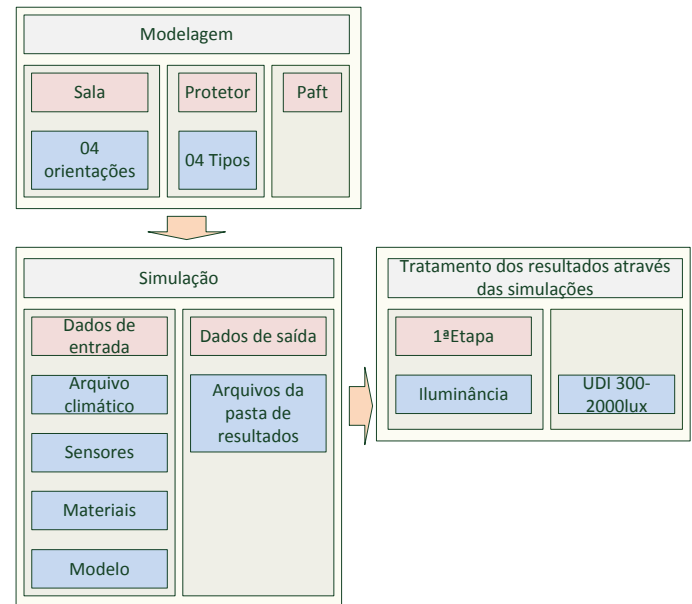 Modelagem
Sala
04
orientações
Protetor
04 Tipos
Paft
Simulação
Dados de
entrada
Arquivo
climático
Sensores
Materiais
Modelo
Dados de saída
Arquivos da
pasta de
resultados
Tratamento dos resultados através
das simulações
1ªEtapa
Iluminância
UDI 300-
2000lux